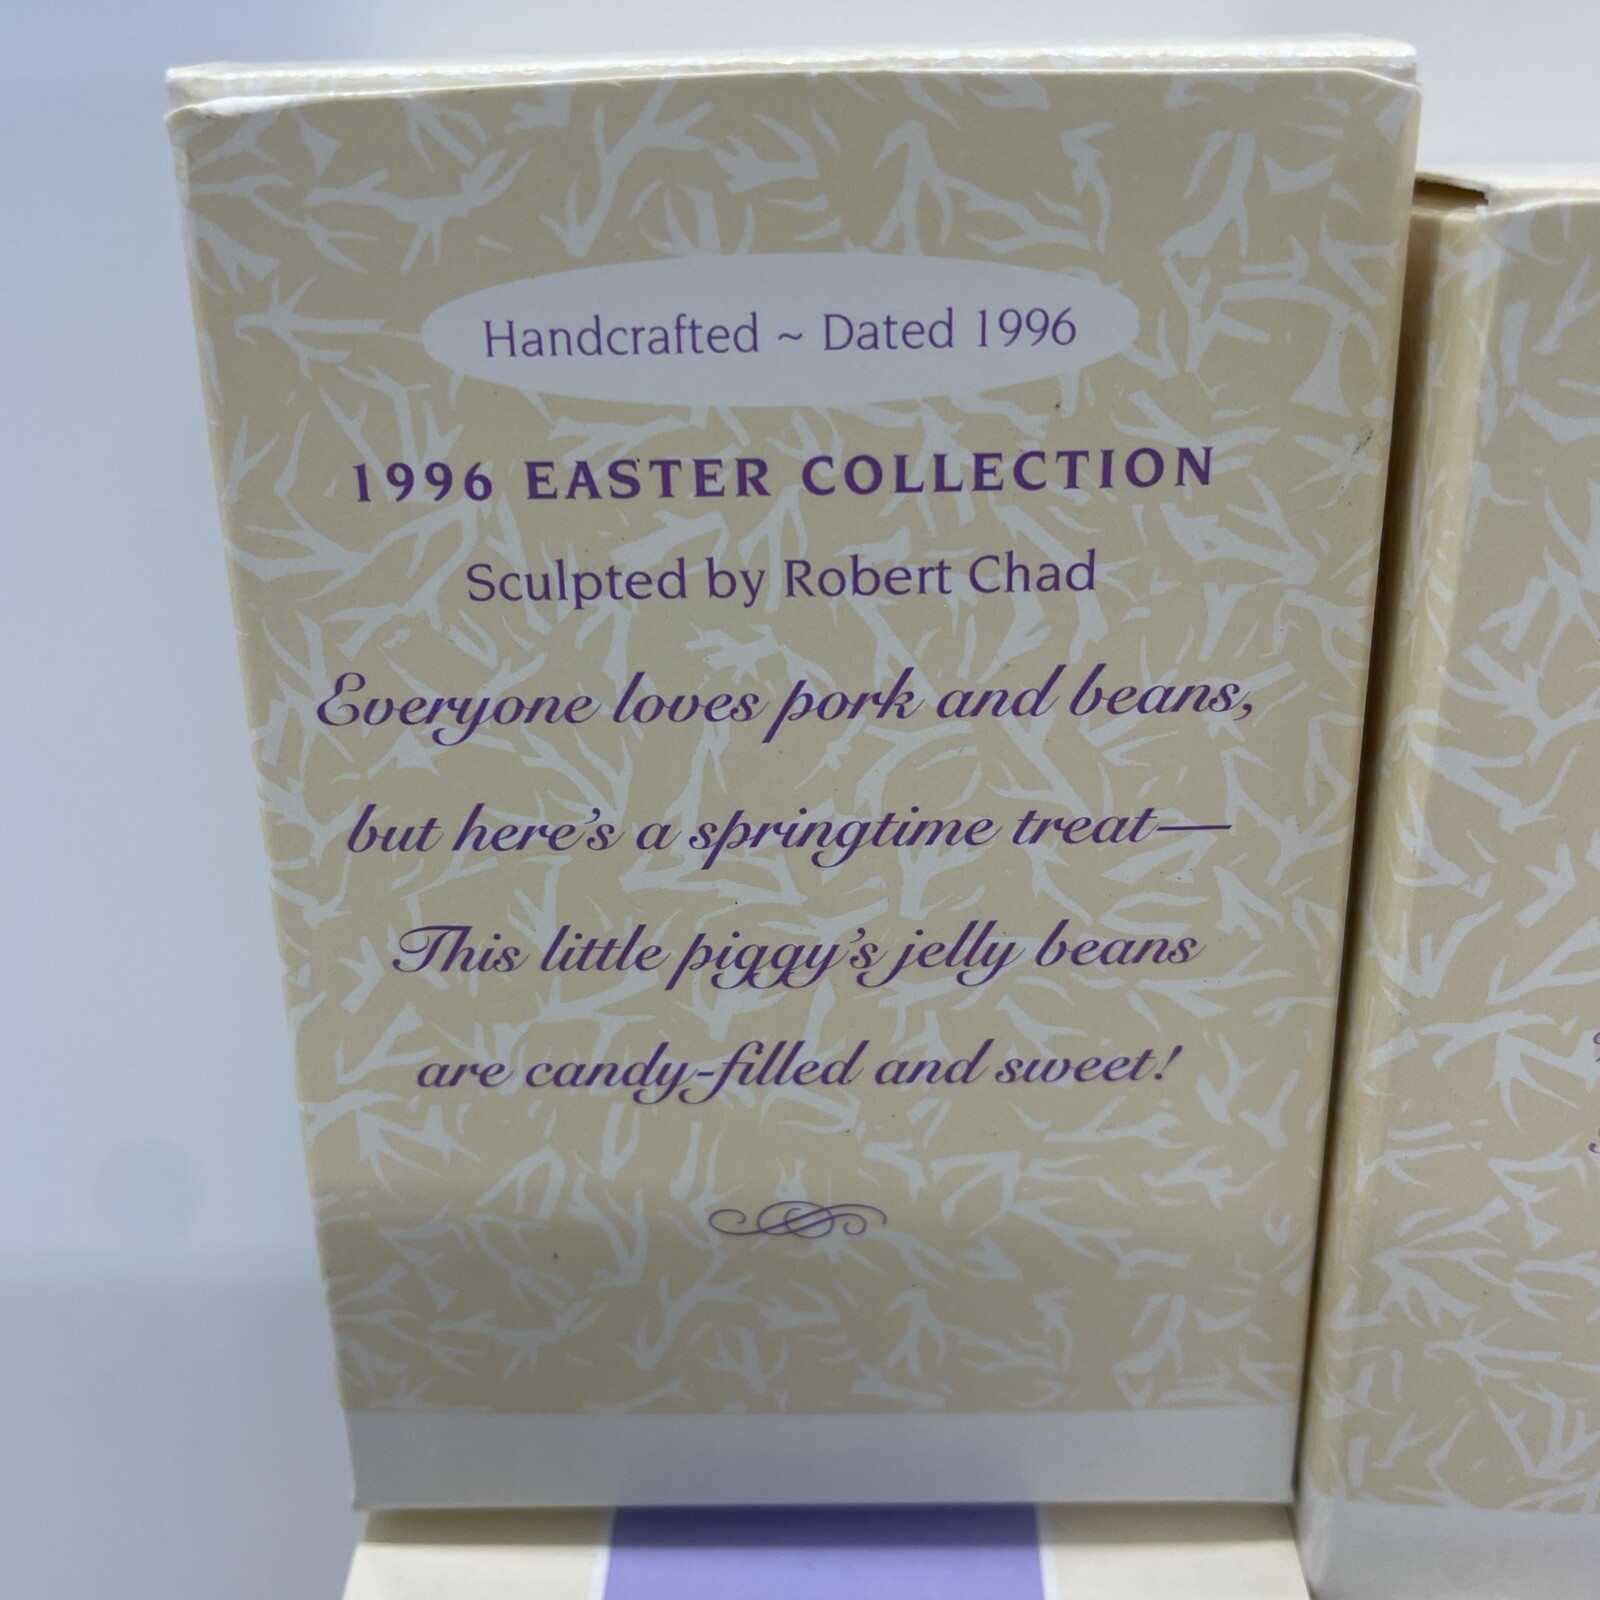 Handcrafted ~ Dated 1996
1996 EASTER COLLECTION
Sculpted by Robert Chad
Everyone loves pork and beans,
but here's a springtime treat—
This little piggy's jelly beans
are candy-filled and sweet!